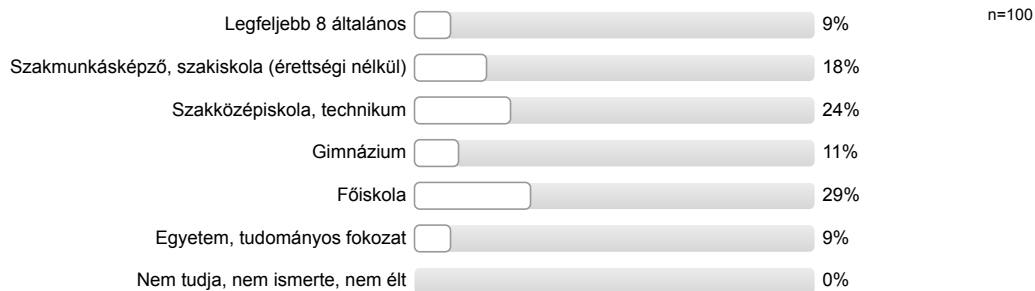 Legfeljebb 8 általános 9% n=100
Szakmunkásképző, szakiskola (érettségi nélkül) 18%
Szakközépiskola, technikum 24%
Gimnázium 11%
Főiskola 29%
Egyetem, tudományos fokozat 9%
Nem tudja, nem ismerte, nem élt 0%